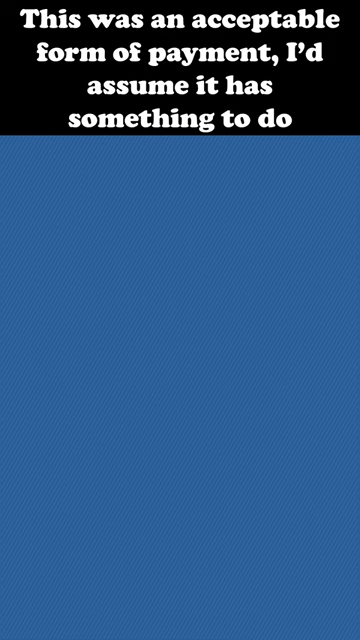 This was an acceptable
form of payment, I’d
assume it has
something to do